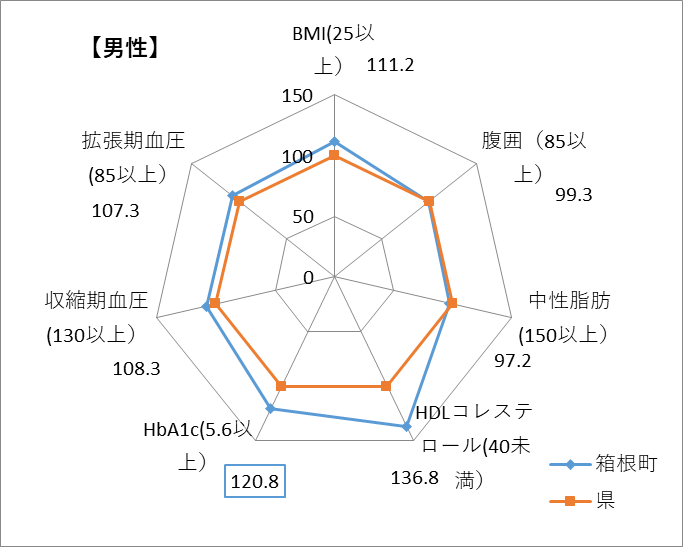 【男性】
BMI(25以
上）
111.2
150
100
50
0
腹囲（85以
上）
99.3
中性脂肪
(150以上）
97.2
HDLコレステ
ロール(40未
満）
136.8
HbA1c(5.6以
上）
120.8
収縮期血圧
(130以上）
108.3
拡張期血圧
(85以上）
107.3
箱根町
県